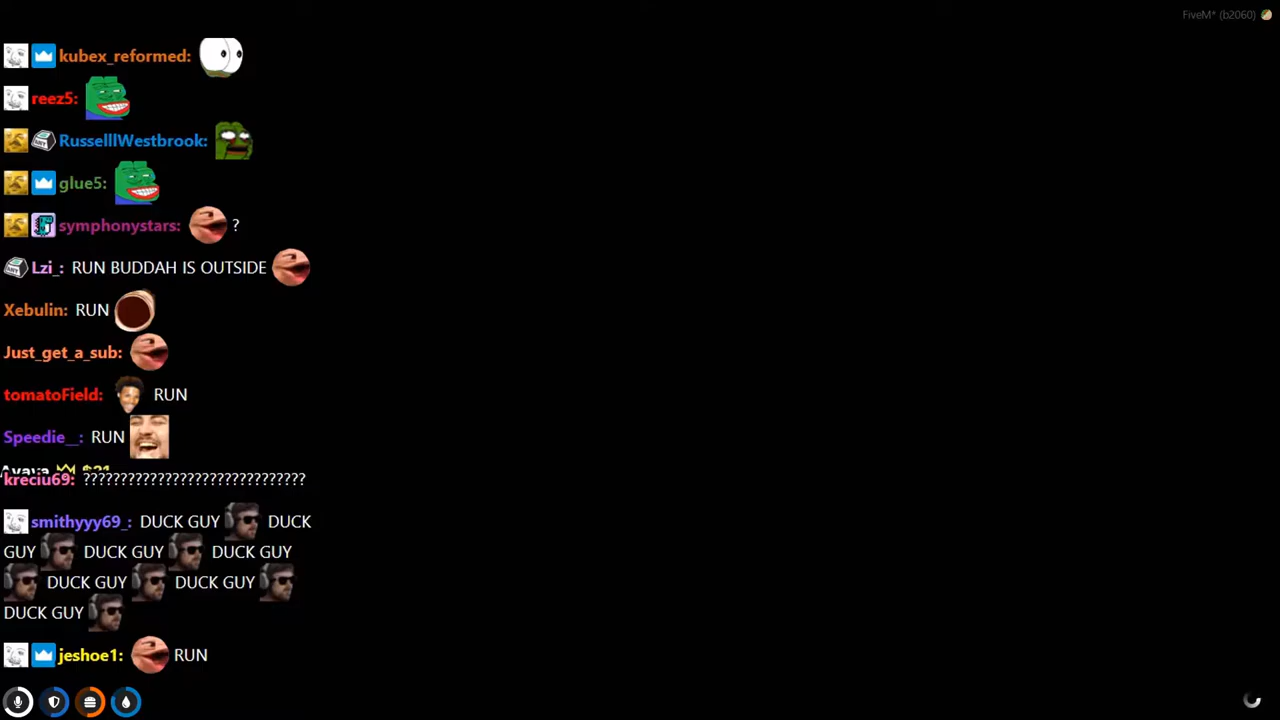 FiveM* (b2060)
kubex_reformed:
reez5:
RusselllWestbrook:
glue5:
symphonystars: ?
Lzi_: RUN BUDDAH IS OUTSIDE
Xebulin: RUN
Just_get_a_sub:
tomatoField: RUN
Speedie__: RUN
kreciu69: ??????????????????????????????
smithyyy69_: DUCK GUY DUCK
GUY DUCK GUY DUCK GUY
DUCK GUY DUCK GUY
DUCK GUY
jeshoe1: RUN